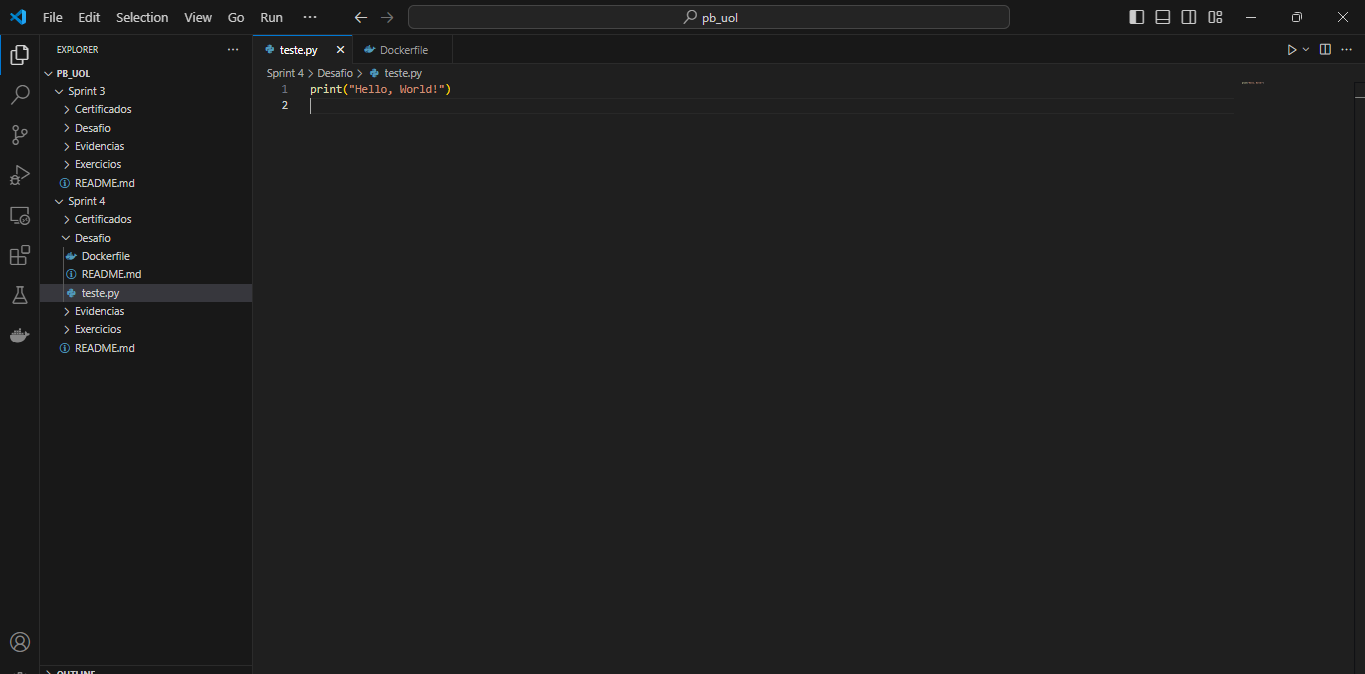 File Edit Selection View Go Run ··· pb_uol
EXPLORER ···
PB_UOL
Sprint 3
Certificados
Desafio
Evidencias
Exercicios
README.md
Sprint 4
Certificados
Desafio
Dockerfile
README.md
teste.py
Evidencias
Exercicios
README.md
OUTLINE
teste.py Dockerfile
Sprint 4 > Desafio > teste.py
1 print("Hello, World!")
2